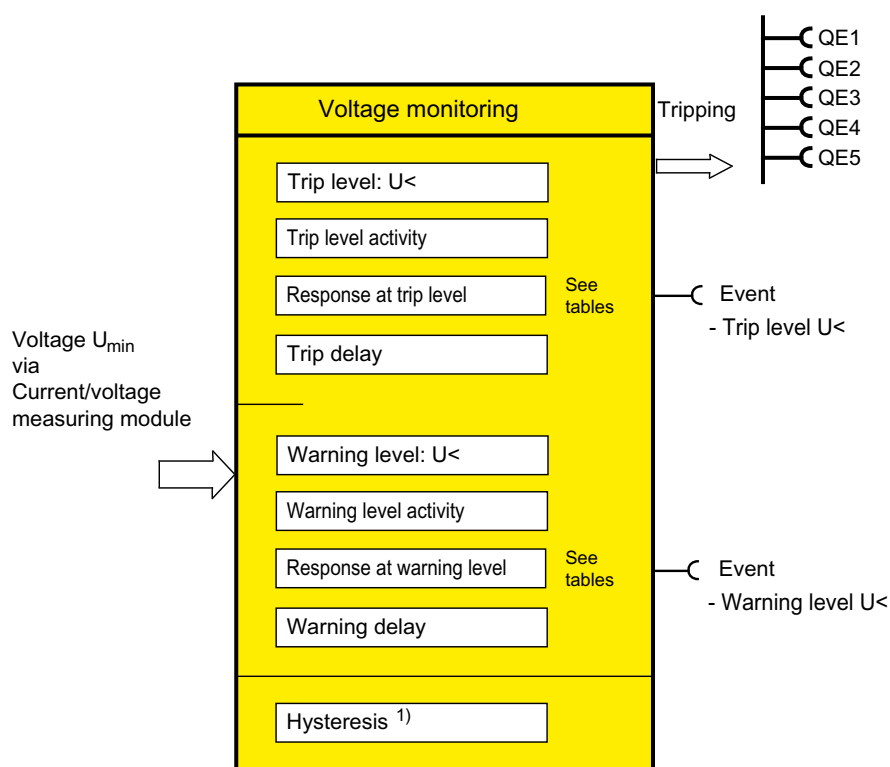 QE1
QE2
QE3
QE4
QE5
Voltage monitoring
Tripping
Trip level: U<
Trip level activity
Response at trip level
See
tables
Event
- Trip level U<
Trip delay
Voltage Umin
via
Current/voltage
measuring module
Warning level: U<
Warning level activity
Response at warning level
See
tables
Event
- Warning level U<
Warning delay
Hysteresis 1)